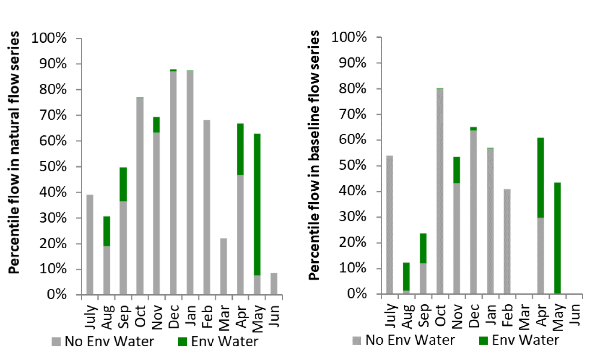 Percentile flow in natural flow series
100%
90%
80%
70%
60%
50%
40%
30%
20%
10%
0%
July
Aug
Sep
Oct
Nov
Dec
Jan
Feb
Mar
Apr
May
Jun
No Env Water
Env Water
Percentile flow in baseline flow series
100%
90%
80%
70%
60%
50%
40%
30%
20%
10%
0%
July
Aug
Sep
Oct
Nov
Dec
Jan
Feb
Mar
Apr
May
Jun
No Env Water
Env Water